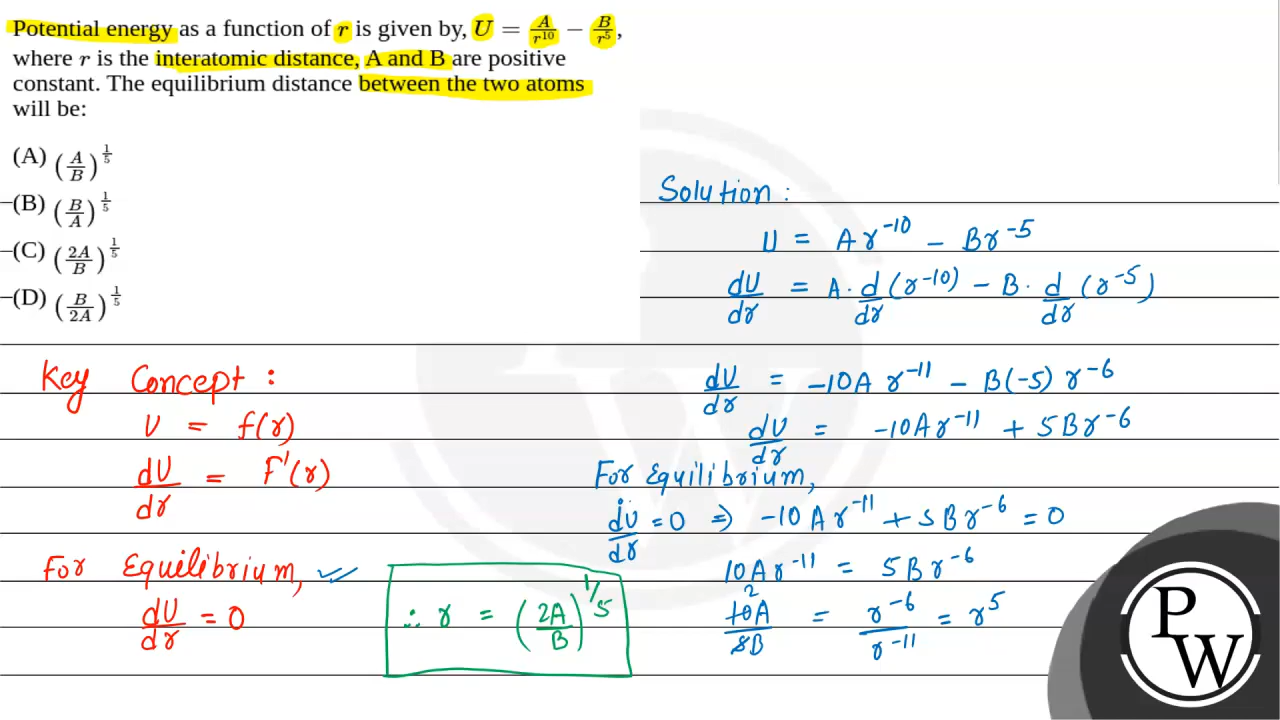 Potential energy as a function of r is given by, U = A/r^10 − B/r^5,
where r is the interatomic distance, A and B are positive
constant. The equilibrium distance between the two atoms
will be:
(A) (A/B)^(1/5)
(B) (B/A)^(1/5)
(C) (2A/B)^(1/5)
(D) (B/2A)^(1/5)
Key Concept :
U = f(r)
dU/dr = F'(r)
For Equilibrium,
dU/dr = 0
∴ r = (2A/B)^(1/5)
Solution :
U = Ar^-10 − Br^-5
dU/dr = A · d/dr (r^-10) − B · d/dr (r^-5)
dU/dr = -10A r^-11 − B(-5) r^-6
dU/dr = -10Ar^-11 + 5Br^-6
For Equilibrium,
dU/dr = 0 ⇒ -10Ar^-11 + 5Br^-6 = 0
10Ar^-11 = 5Br^-6
2
10A/5B = r^-6/r^-11 = r^5
PW